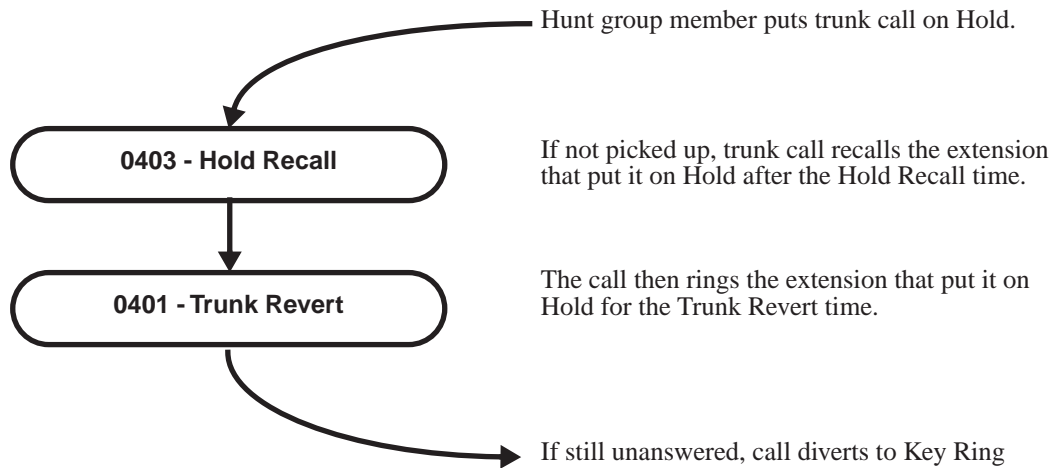 Hunt group member puts trunk call on Hold.
0403 - Hold Recall
If not picked up, trunk call recalls the extension
that put it on Hold after the Hold Recall time.
0401 - Trunk Revert
The call then rings the extension that put it on
Hold for the Trunk Revert time.
If still unanswered, call diverts to Key Ring